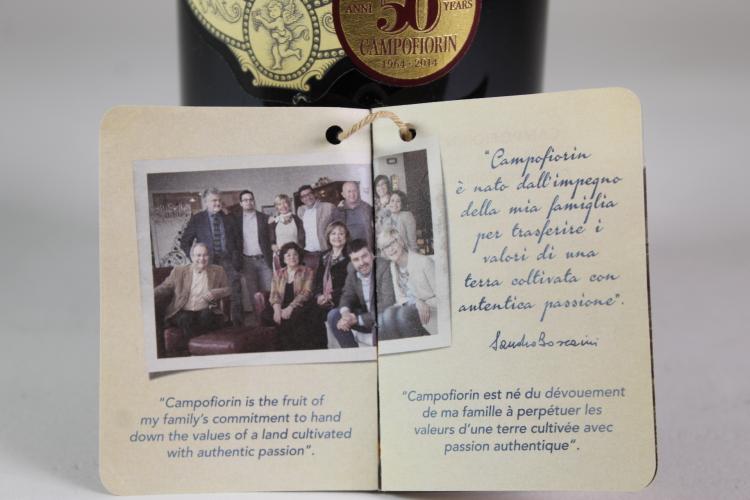 ANNI 50 YEARS
CAMPOFIORIN
1964-2014
"Campofiorin
è nato dall'impegno
della mia famiglia
per trasferire i
valori di una
terra coltivata con
autentica passione".
Sandro Boscaini
"Campofiorin is the fruit of
my family's commitment to hand
down the values of a land cultivated
with authentic passion".
"Campofiorin est né du dévouement
de ma famille à perpétuer les
valeurs d'une terre cultivée avec
passion authentique".